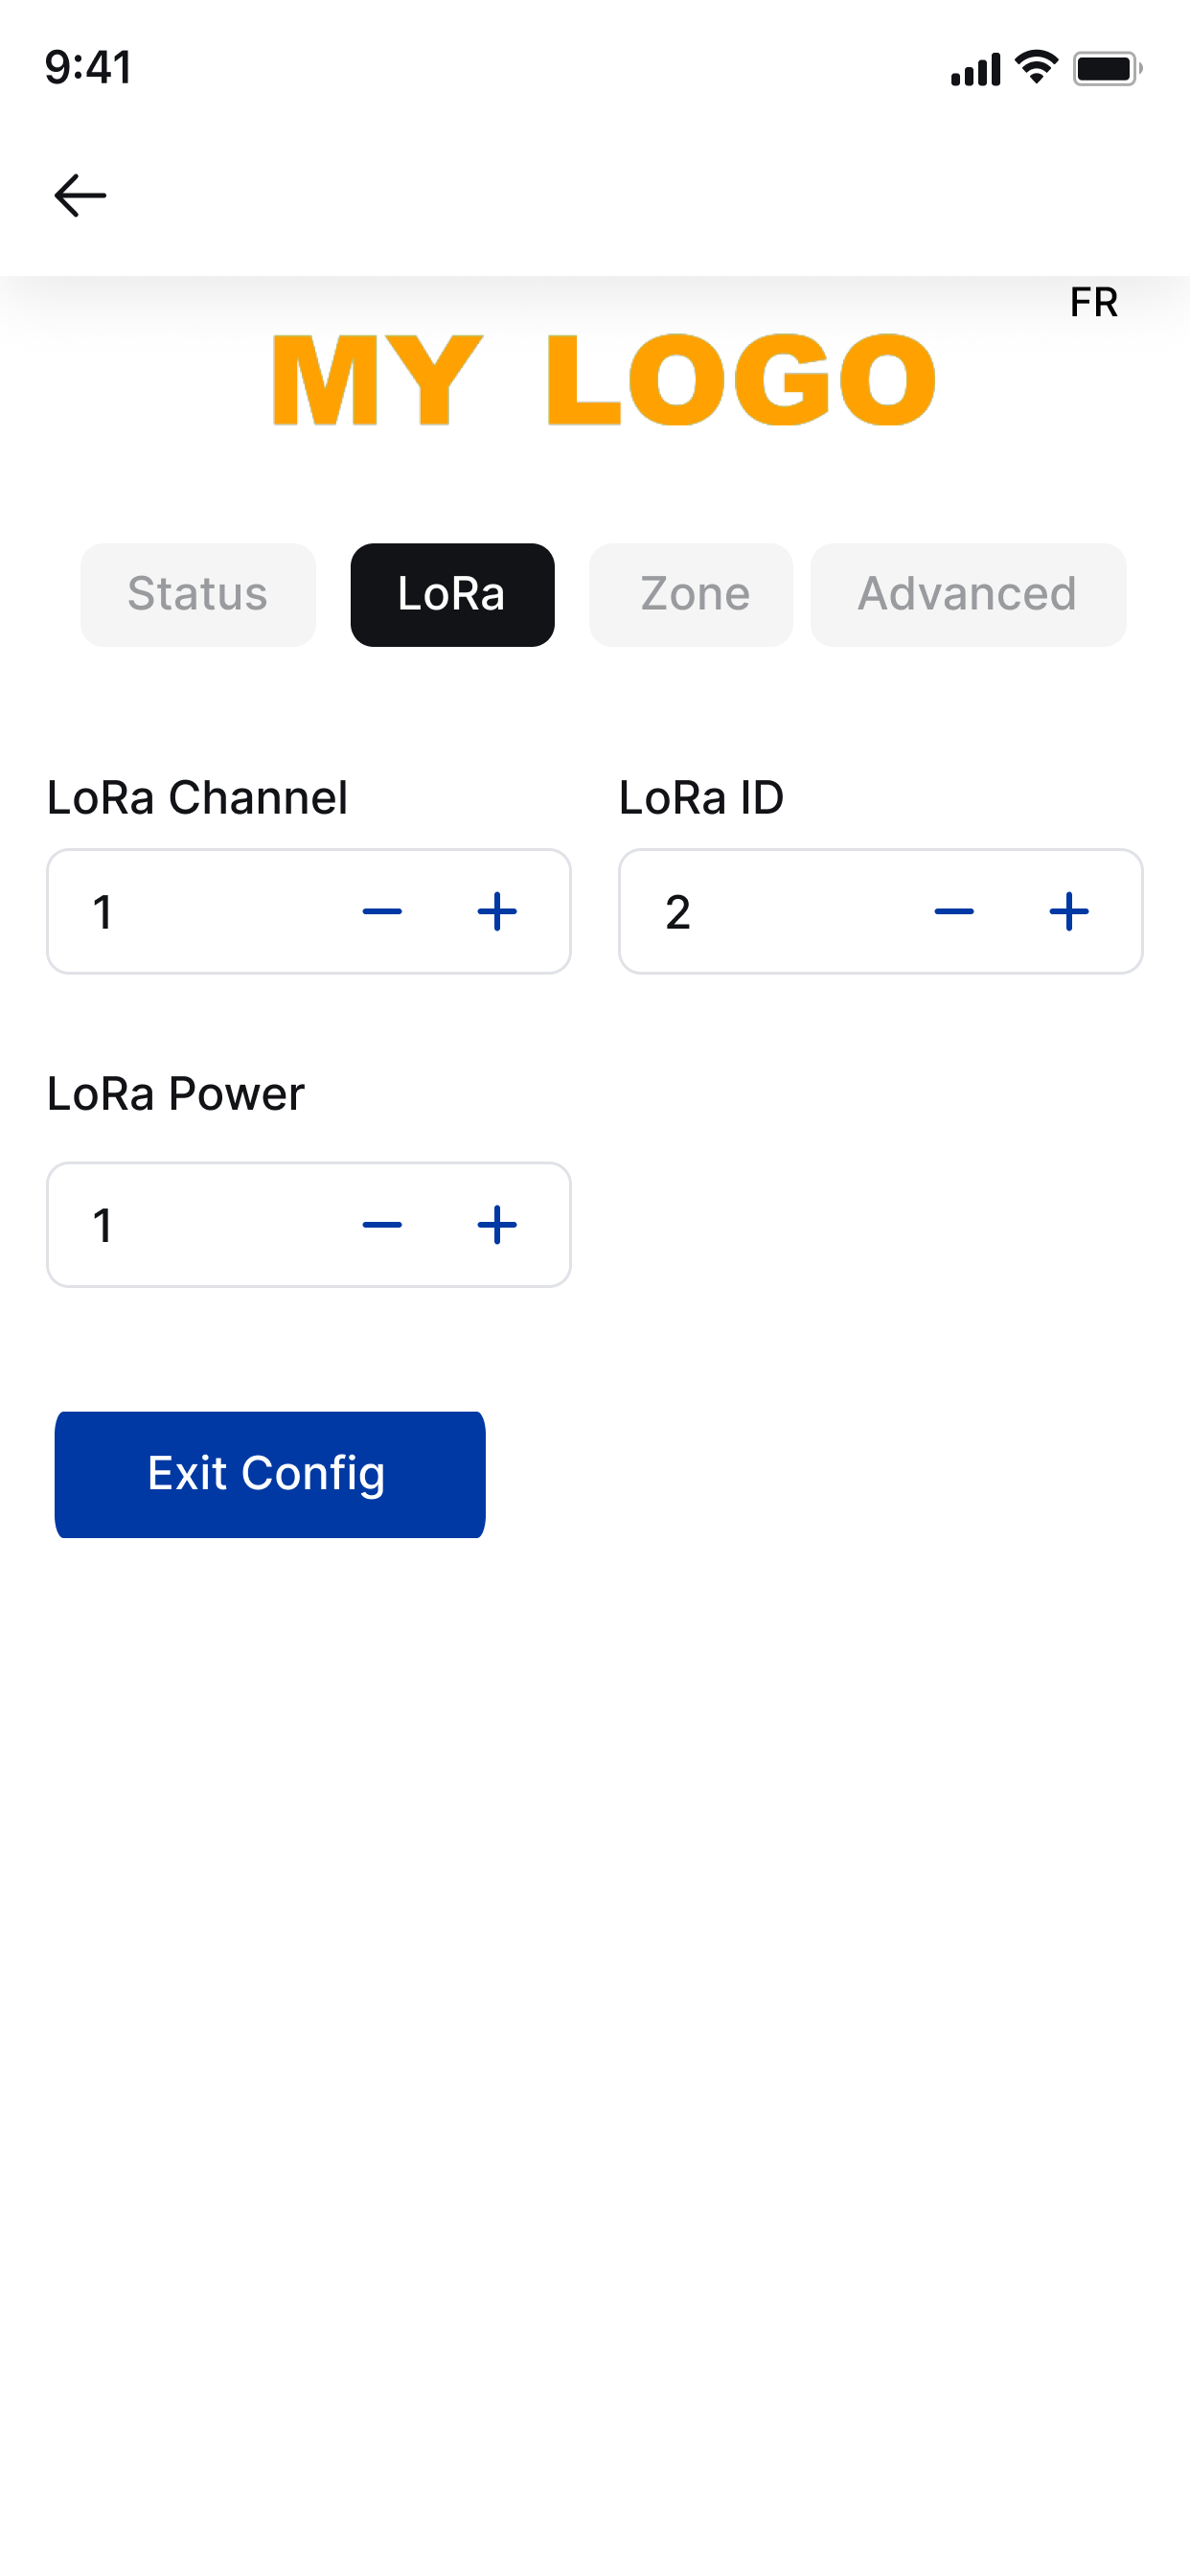 9:41
FR
MY LOGO
Status LoRa Zone Advanced
LoRa Channel LoRa ID
1 2
LoRa Power
1
Exit Config